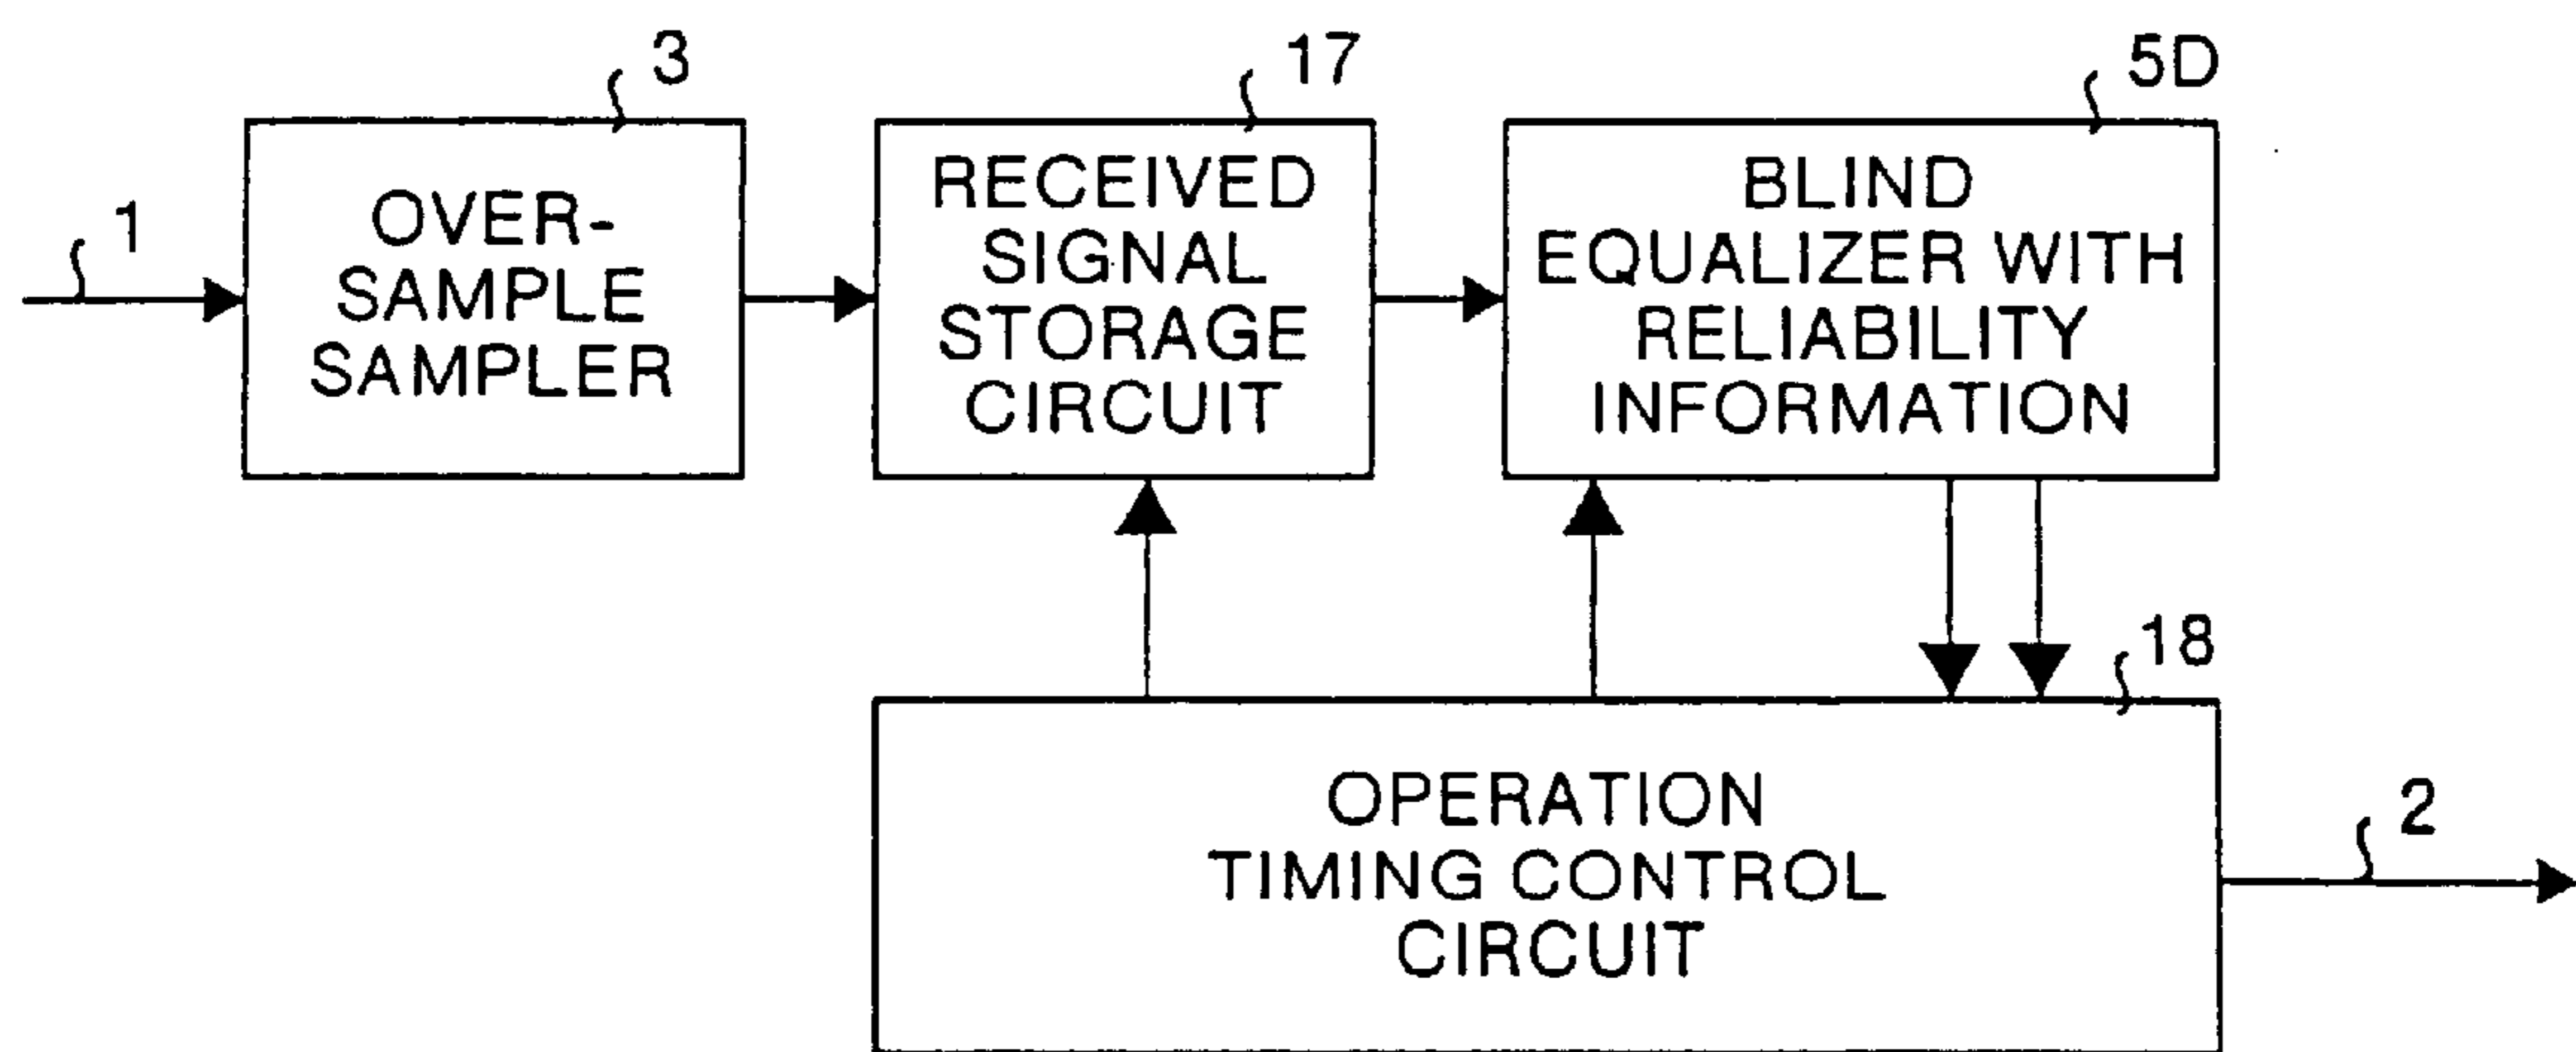 3
17
5D
1
OVER-
SAMPLE
SAMPLER
RECEIVED
SIGNAL
STORAGE
CIRCUIT
BLIND
EQUALIZER WITH
RELIABILITY
INFORMATION
18
OPERATION
TIMING CONTROL
CIRCUIT
2